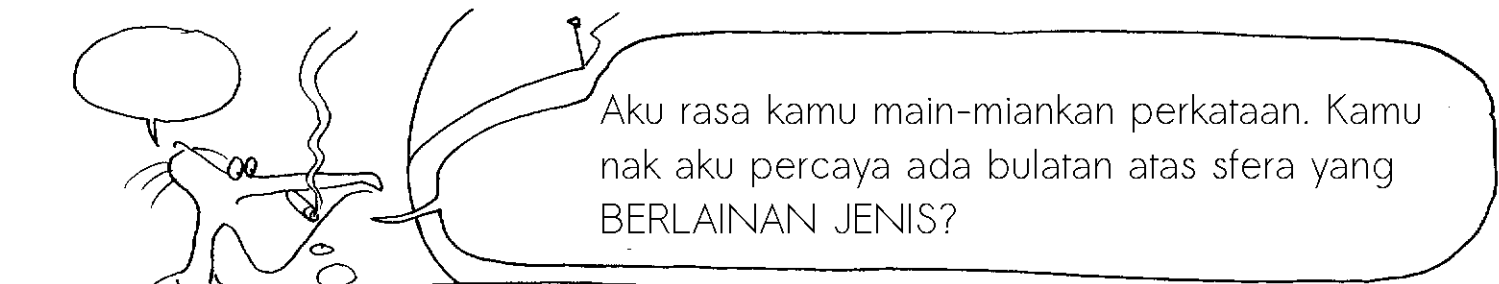 Aku rasa kamu main-miankan perkataan. Kamu
nak aku percaya ada bulatan atas sfera yang
BERLAINAN JENIS?